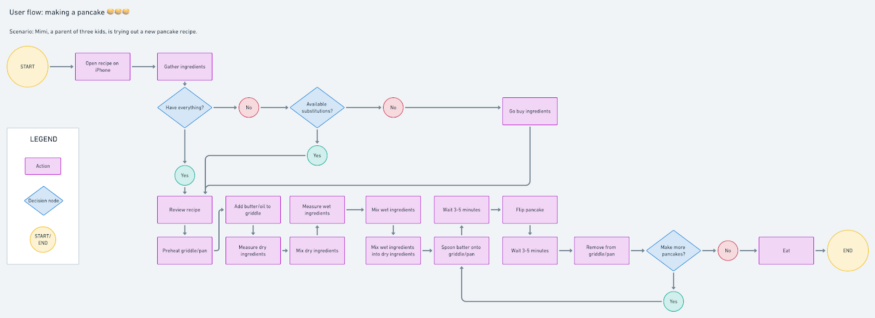 User flow: making a pancake 🥞🥞🥞
Scenario: Mimi, a parent of three kids, is trying out a new pancake recipe.
START
Open recipe on
iPhone
Gather ingredients
Have everything?
No
Available
substitutions?
No
Go buy ingredients
Yes
Yes
LEGEND
Action
Decision node
START/
END
Review recipe
Add butter/oil to
griddle
Measure wet
ingredients
Mix wet ingredients
Wait 3-5 minutes
Flip pancake
Preheat griddle/pan
Measure dry
ingredients
Mix dry ingredients
Mix wet ingredients
into dry ingredients
Spoon batter onto
griddle/pan
Wait 3-5 minutes
Remove from
griddle/pan
Make more
pancakes?
No
Eat
END
Yes